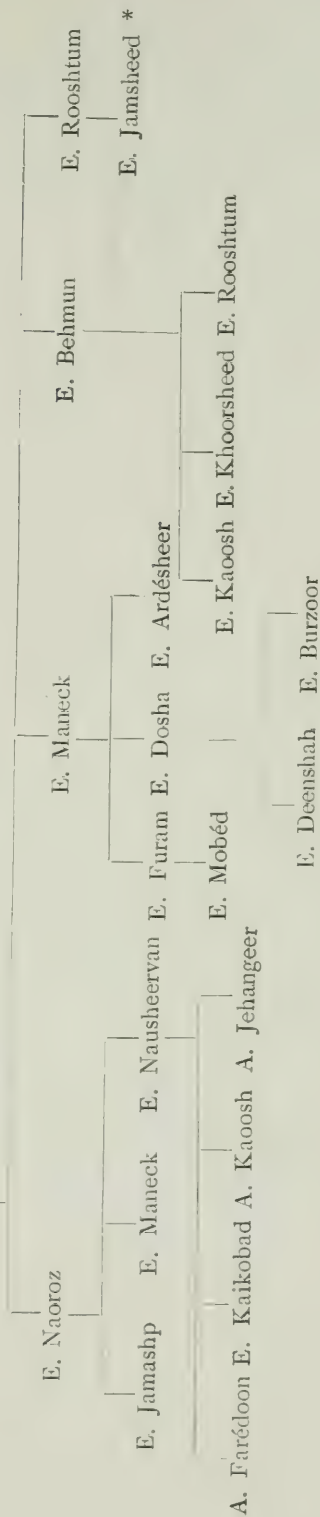 E. Naoroz E. Maneck E. Behmun E. Rooshtum
E. Jamashp E. Maneck E. Nausheervan E. Furam E. Dosha E. Ardésheer E. Jamsheed *
A. Farédoon E. Kaikobad A. Kaoosh A. Jehangeer E. Mobéd E. Kaoosh E. Khoorsheed E. Rooshtum
E. Deenshah E. Burzoor